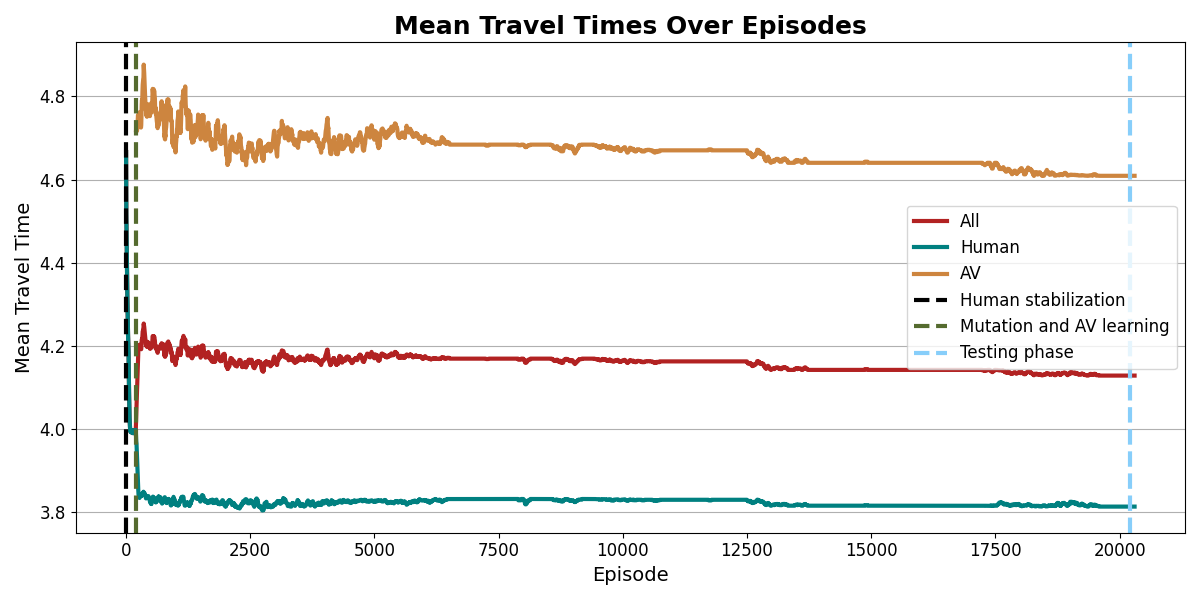 Mean Travel Times Over Episodes
Mean Travel Time
4.8
4.6
4.4
4.2
4.0
3.8
All
Human
AV
Human stabilization
Mutation and AV learning
Testing phase
0 2500 5000 7500 10000 12500 15000 17500 20000
Episode